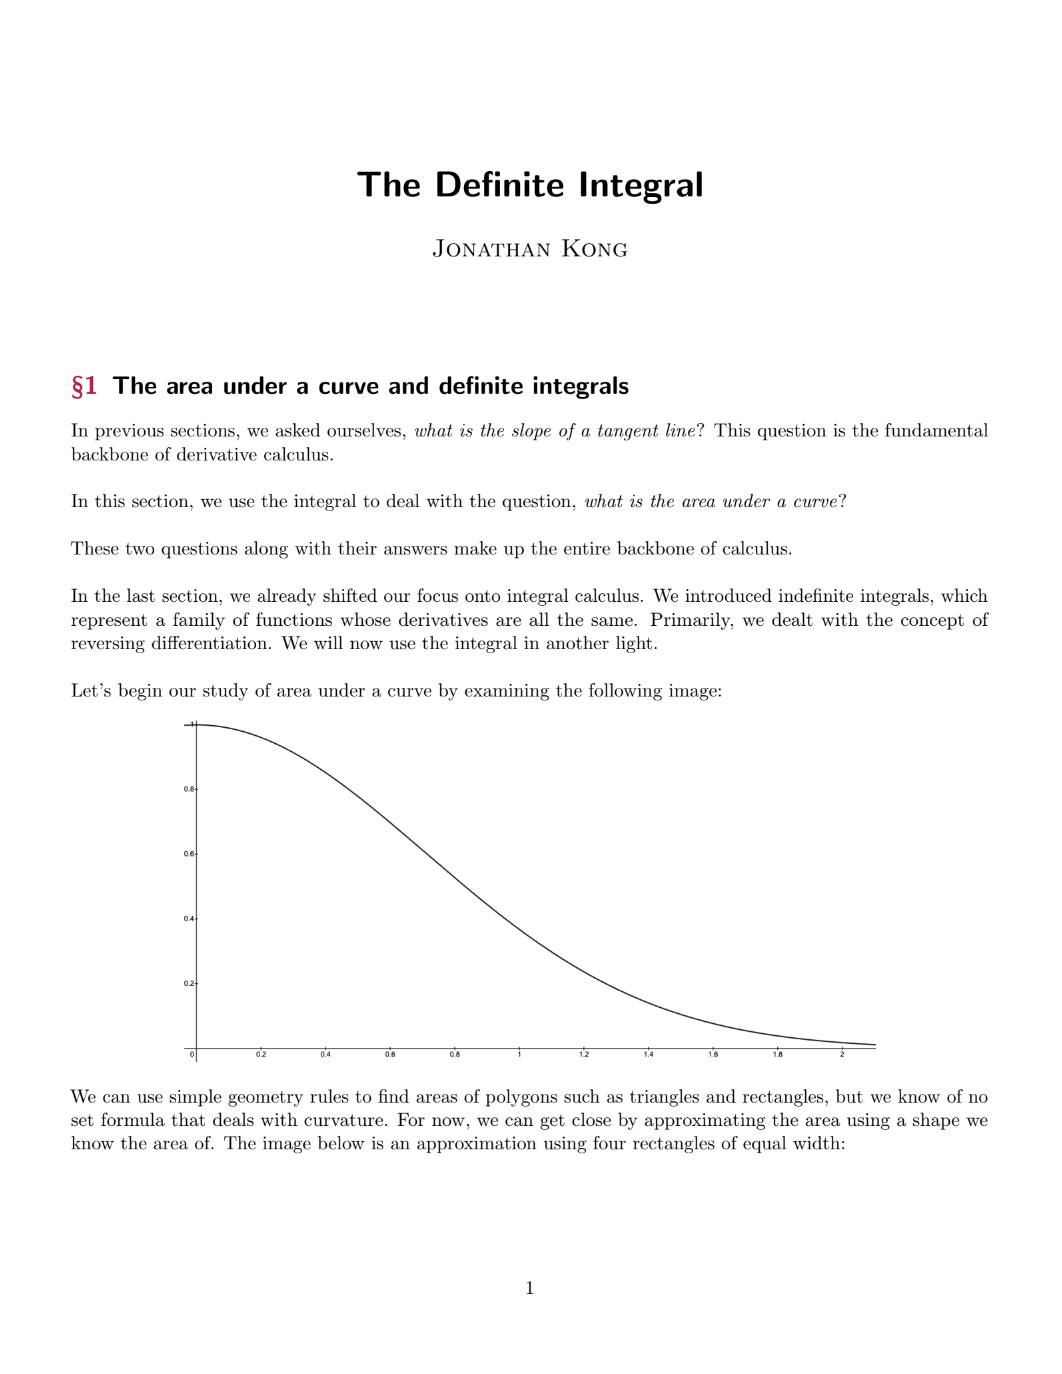 The Definite Integral
Jonathan Kong
§1 The area under a curve and definite integrals
In previous sections, we asked ourselves, what is the slope of a tangent line? This question is the fundamental
backbone of derivative calculus.
In this section, we use the integral to deal with the question, what is the area under a curve?
These two questions along with their answers make up the entire backbone of calculus.
In the last section, we already shifted our focus onto integral calculus. We introduced indefinite integrals, which
represent a family of functions whose derivatives are all the same. Primarily, we dealt with the concept of
reversing differentiation. We will now use the integral in another light.
Let's begin our study of area under a curve by examining the following image:
1
0.8
0.6
0.4
0.2
0 0.2 0.4 0.6 0.8 1 1.2 1.4 1.6 1.8 2
We can use simple geometry rules to find areas of polygons such as triangles and rectangles, but we know of no
set formula that deals with curvature. For now, we can get close by approximating the area using a shape we
know the area of. The image below is an approximation using four rectangles of equal width:
1